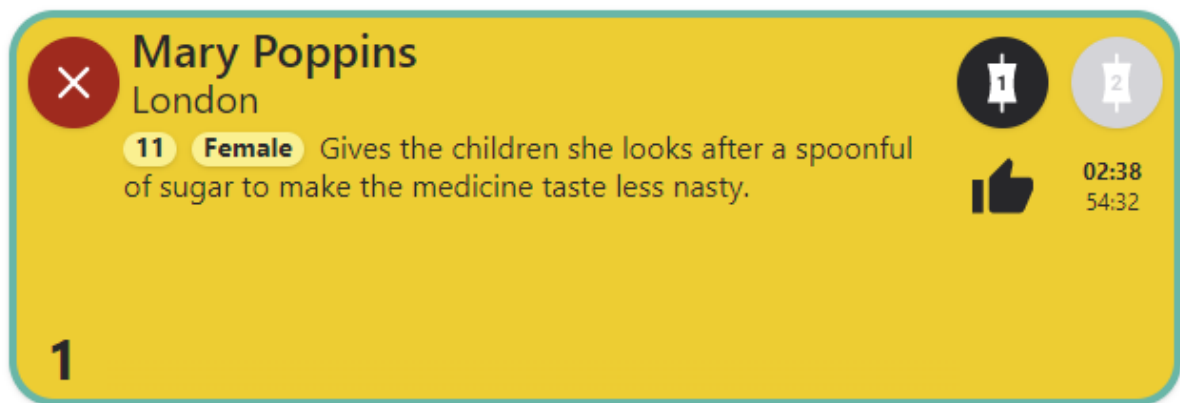 Mary Poppins
London
11 Female Gives the children she looks after a spoonful
of sugar to make the medicine taste less nasty.
1 2
02:38
54:32
1